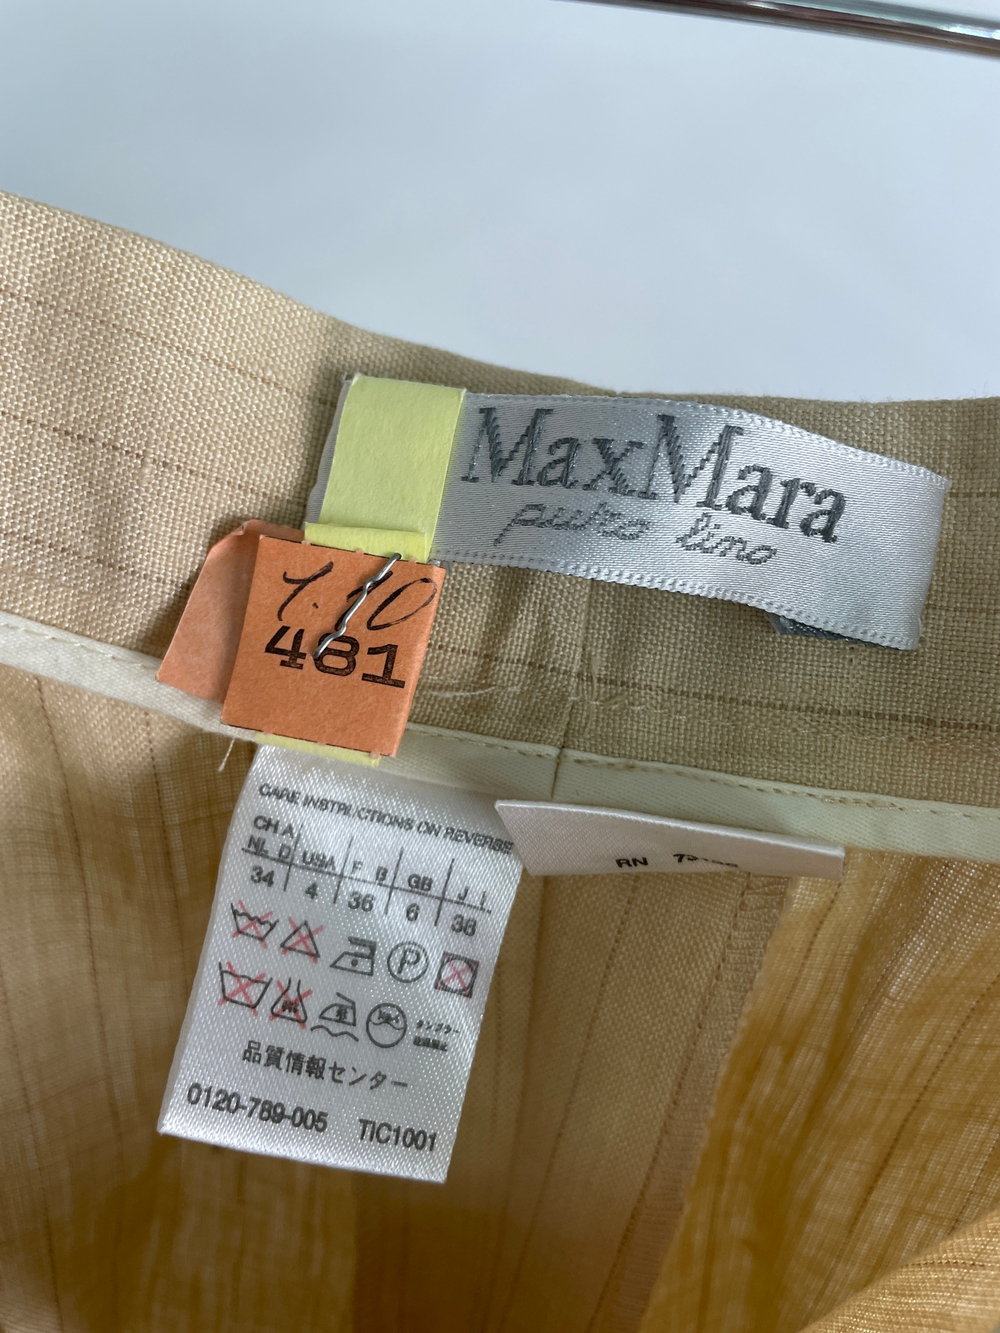 MaxMara
pure lino
1.10
481
CARE INSTRUCTIONS ON REVERSE
CH A
NL D USA F B GB J I
34 4 36 6 38
RN
P
品質情報センター
0120-789-005 TIC1001